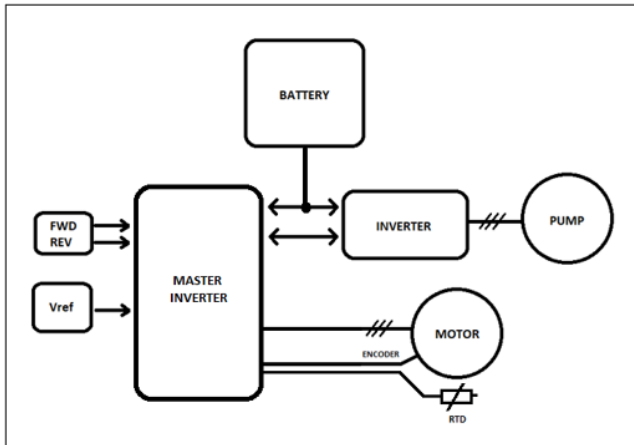 BATTERY
FWD
REV
INVERTER
PUMP
MASTER
INVERTER
Vref
MOTOR
ENCODER
RTD